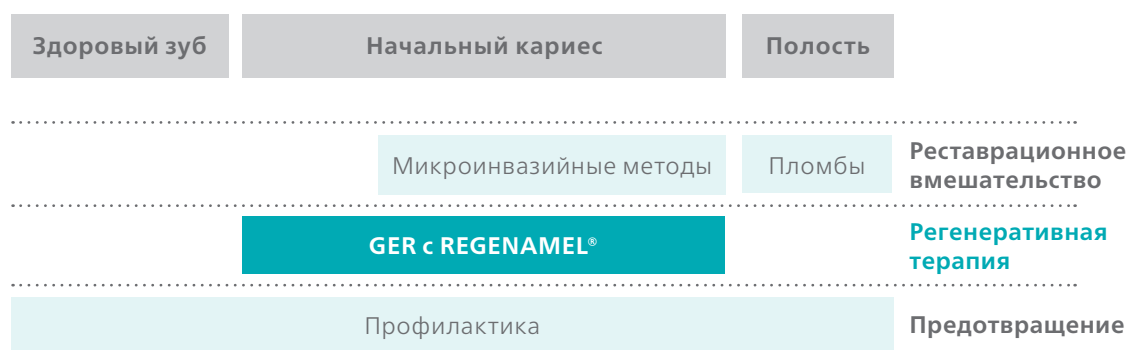 Здоровый зуб
Начальный кариес
Полость
Микроинвазийные методы
Пломбы
Реставрационное
вмешательство
GER с REGENAMEL®
Регенеративная
терапия
Профилактика
Предотвращение